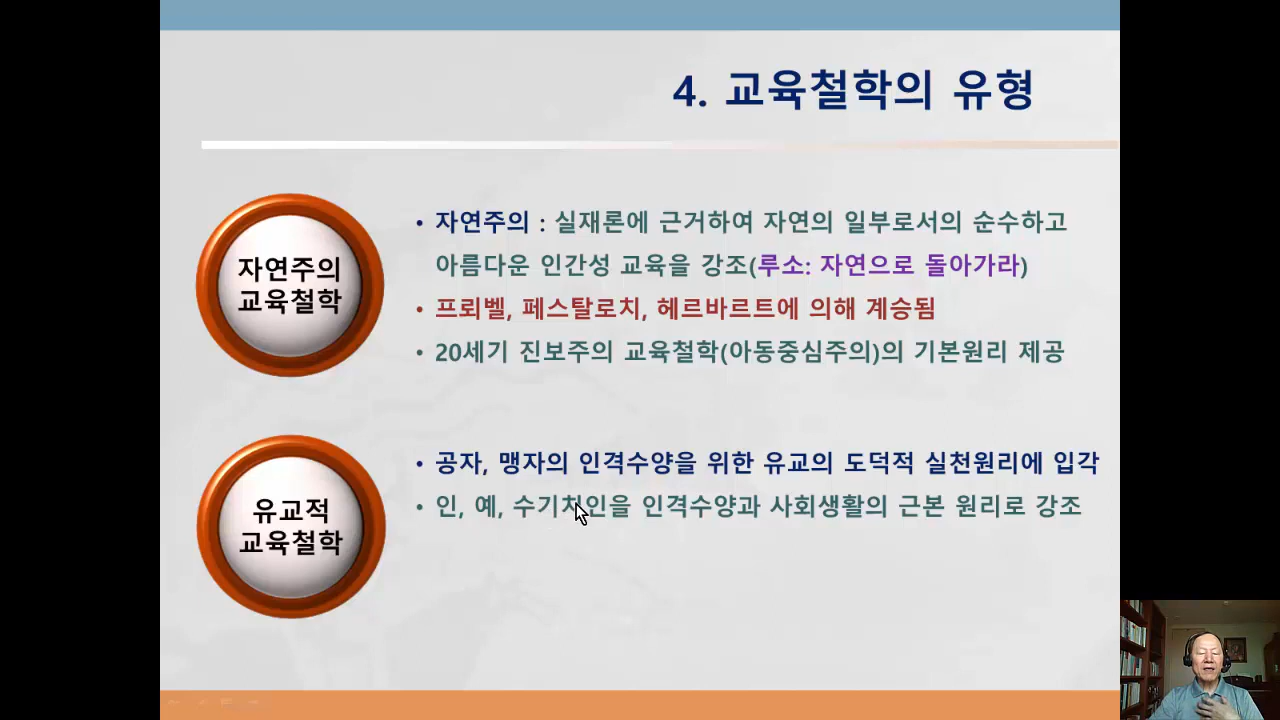 4. 교육철학의 유형
자연주의
교육철학
• 자연주의 : 실재론에 근거하여 자연의 일부로서의 순수하고
아름다운 인간성 교육을 강조(루소: 자연으로 돌아가라)
• 프뢰벨, 페스탈로치, 헤르바르트에 의해 계승됨
• 20세기 진보주의 교육철학(아동중심주의)의 기본원리 제공
유교적
교육철학
• 공자, 맹자의 인격수양을 위한 유교의 도덕적 실천원리에 입각
• 인, 예, 수기치인을 인격수양과 사회생활의 근본 원리로 강조